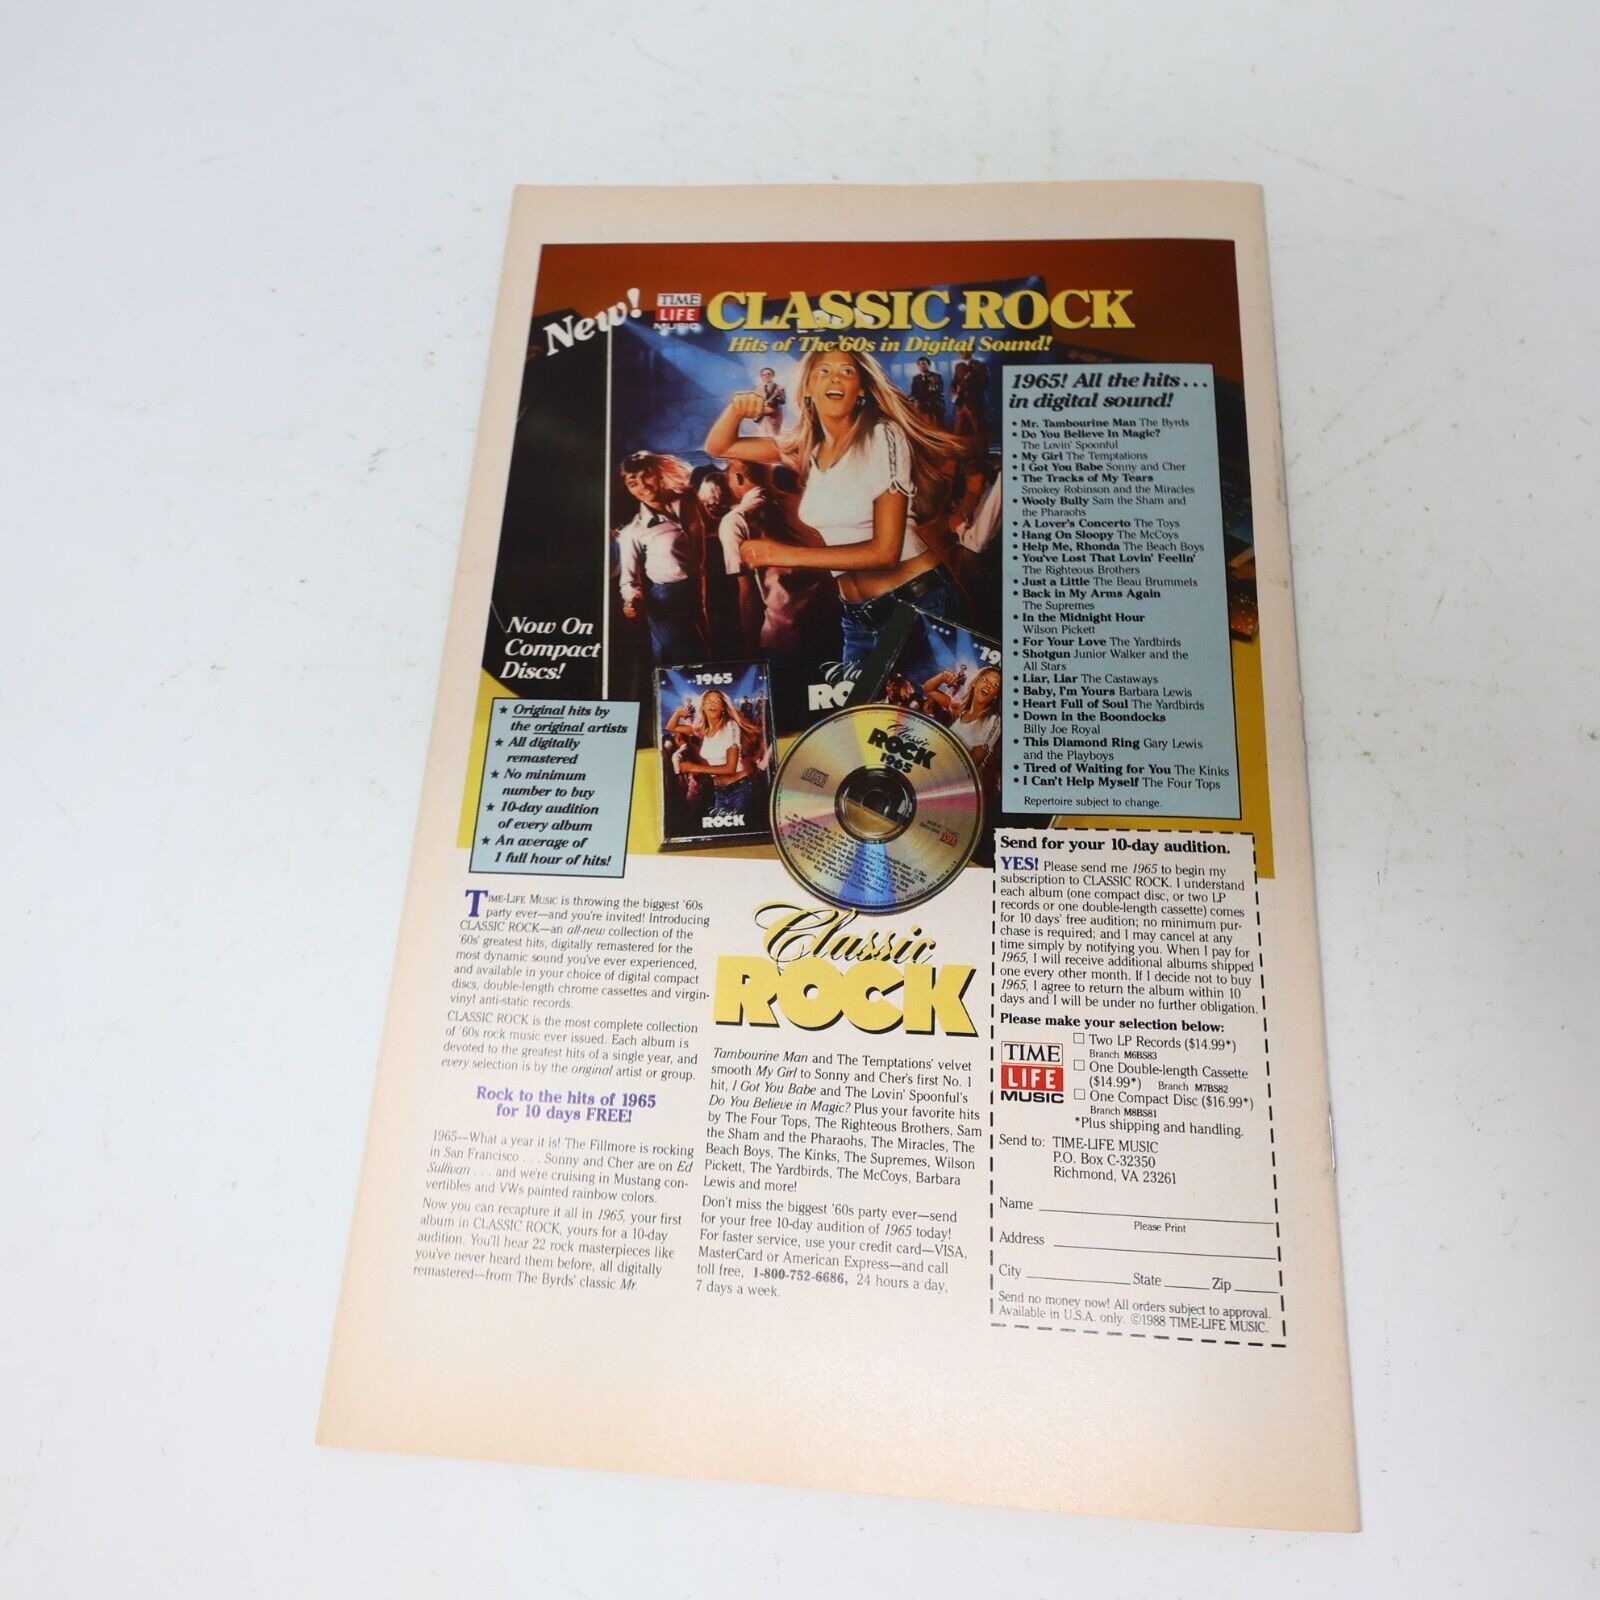 New!
TIME
LIFE
MUSIC
CLASSIC ROCK
Hits of The '60s in Digital Sound!
1965! All the hits . . .
in digital sound!
• Mr. Tambourine Man The Byrds
• Do You Believe In Magic?
The Lovin' Spoonful
• My Girl The Temptations
• I Got You Babe Sonny and Cher
• The Tracks of My Tears
Smokey Robinson and the Miracles
• Wooly Bully Sam the Sham and
the Pharaohs
• A Lover's Concerto The Toys
• Hang On Sloopy The McCoys
• Help Me, Rhonda The Beach Boys
• You've Lost That Lovin' Feelin'
The Righteous Brothers
• Just a Little The Beau Brummels
• Back in My Arms Again
The Supremes
• In the Midnight Hour
Wilson Pickett
• For Your Love The Yardbirds
• Shotgun Junior Walker and the
All Stars
• Liar, Liar The Castaways
• Baby, I'm Yours Barbara Lewis
• Heart Full of Soul The Yardbirds
• Down in the Boondocks
Billy Joe Royal
• This Diamond Ring Gary Lewis
and the Playboys
• Tired of Waiting for You The Kinks
• I Can't Help Myself The Four Tops
Repertoire subject to change.
Now On
Compact
Discs!
★ Original hits by
the original artists
★ All digitally
remastered
★ No minimum
number to buy
★ 10-day audition
of every album
★ An average of
1 full hour of hits!
1965
Classic
ROCK
Classic
ROCK
1965
TIME-LIFE MUSIC is throwing the biggest '60s
party ever—and you're invited! Introducing
CLASSIC ROCK—an all-new collection of the
'60s' greatest hits, digitally remastered for the
most dynamic sound you've ever experienced,
and available in your choice of digital compact
discs, double-length chrome cassettes and virgin-
vinyl anti-static records.
CLASSIC ROCK is the most complete collection
of '60s rock music ever issued. Each album is
devoted to the greatest hits of a single year, and
every selection is by the original artist or group.
Rock to the hits of 1965
for 10 days FREE!
1965—What a year it is! The Fillmore is rocking
in San Francisco . . . Sonny and Cher are on Ed
Sullivan . . . and we're cruising in Mustang con-
vertibles and VWs painted rainbow colors.
Now you can recapture it all in 1965, your first
album in CLASSIC ROCK, yours for a 10-day
audition. You'll hear 22 rock masterpieces like
you've never heard them before, all digitally
remastered—from The Byrds' classic Mr.
Classic
ROCK
Tambourine Man and The Temptations' velvet
smooth My Girl to Sonny and Cher's first No. 1
hit, I Got You Babe and The Lovin' Spoonful's
Do You Believe in Magic? Plus your favorite hits
by The Four Tops, The Righteous Brothers, Sam
the Sham and the Pharaohs, The Miracles, The
Beach Boys, The Kinks, The Supremes, Wilson
Pickett, The Yardbirds, The McCoys, Barbara
Lewis and more!
Don't miss the biggest '60s party ever—send
for your free 10-day audition of 1965 today!
For faster service, use your credit card—VISA,
MasterCard or American Express—and call
toll free, 1-800-752-6686, 24 hours a day,
7 days a week.
Send for your 10-day audition.
YES! Please send me 1965 to begin my
subscription to CLASSIC ROCK. I understand
each album (one compact disc, or two LP
records or one double-length cassette) comes
for 10 days' free audition; no minimum pur-
chase is required; and I may cancel at any
time simply by notifying you. When I pay for
1965, I will receive additional albums shipped
one every other month. If I decide not to buy
1965, I agree to return the album within 10
days and I will be under no further obligation.
Please make your selection below:
TIME
LIFE
MUSIC
☐ Two LP Records ($14.99*)
Branch M6BS83
☐ One Double-length Cassette
($14.99*) Branch M7BS82
☐ One Compact Disc ($16.99*)
Branch M8BS81
*Plus shipping and handling.
Send to: TIME-LIFE MUSIC
P.O. Box C-32350
Richmond, VA 23261
Name
Please Print
Address
City State Zip
Send no money now! All orders subject to approval.
Available in U.S.A. only. ©1988 TIME-LIFE MUSIC.